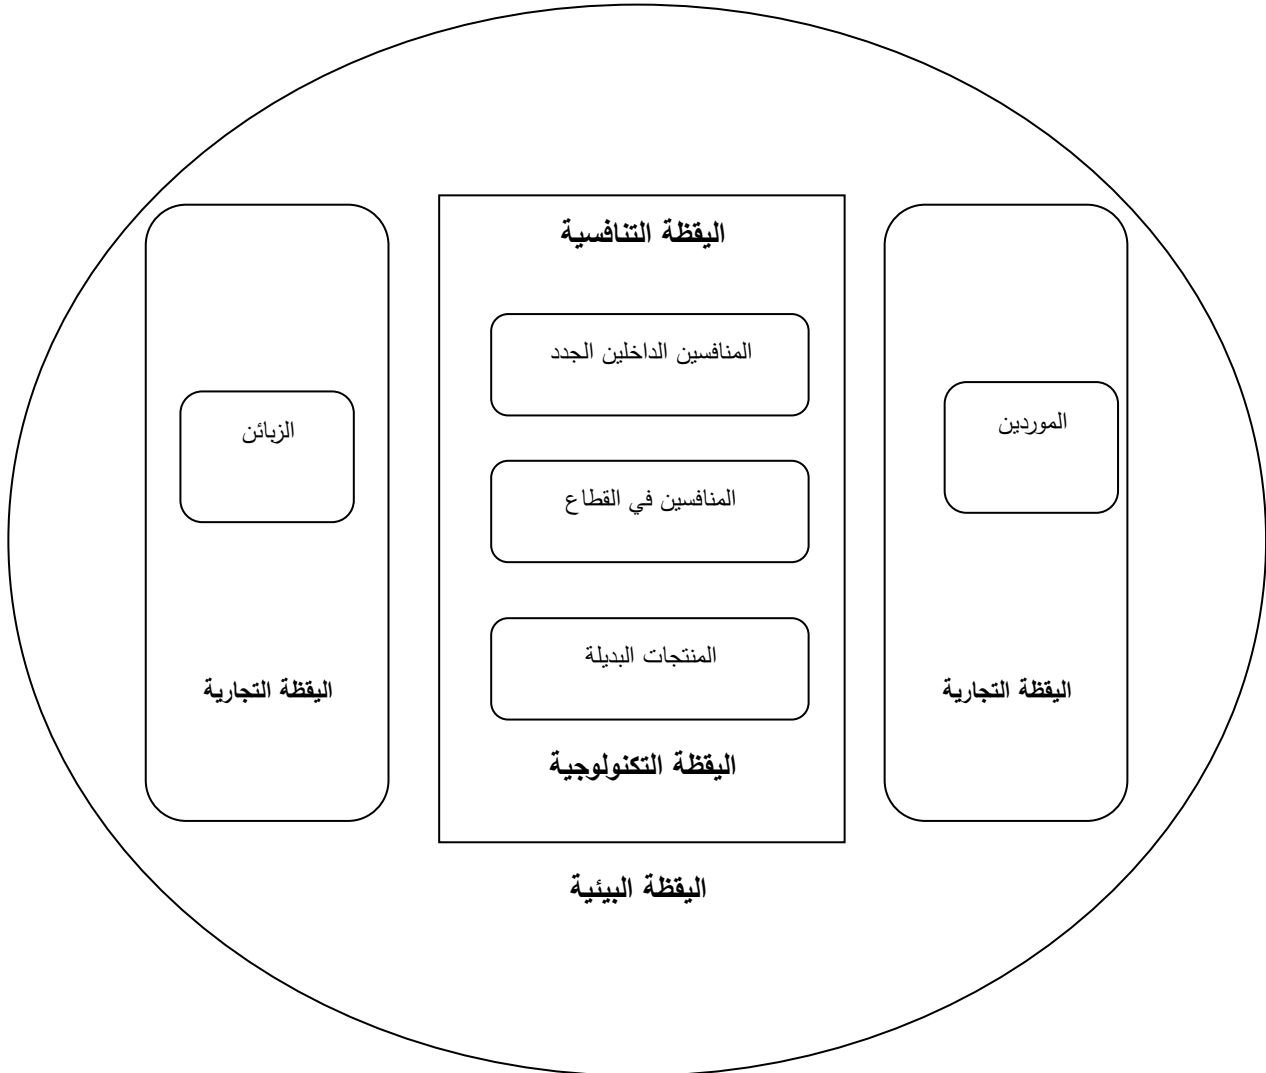 اليقظة التنافسية
المنافسين الداخلين الجدد
الموردين
الزبائن
المنافسين في القطاع
المنتجات البديلة
اليقظة التجارية
اليقظة التجارية
اليقظة التكنولوجية
اليقظة البيئية